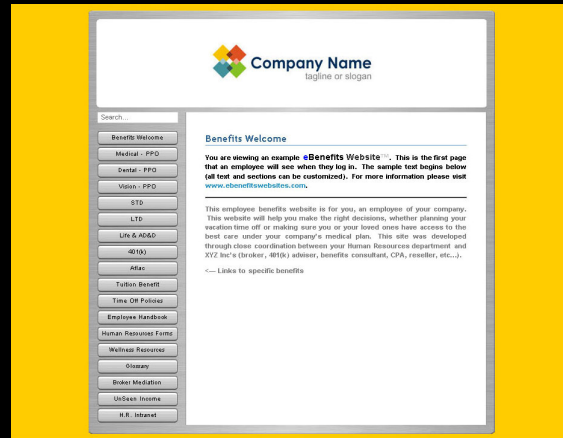 Company Name
tagline or slogan
Search...
Benefits Welcome
Medical - PPO
Dental - PPO
Vision - PPO
STD
LTD
Life & AD&D
401(k)
Aflac
Tuition Benefit
Time Off Policies
Employee Handbook
Human Resources Forms
Wellness Resources
Glossary
Broker Mediation
UnSeen Income
H.R. Intranet
Benefits Welcome
You are viewing an example eBenefits Website™. This is the first page
that an employee will see when they log in. The sample text begins below
(all text and sections can be customized). For more information please visit
www.ebenefitswebsites.com.
This employee benefits website is for you, an employee of your company.
This website will help you make the right decisions, whether planning your
vacation time off or making sure you or your loved ones have access to the
best care under your company's medical plan. This site was developed
through close coordination between your Human Resources department and
XYZ Inc's (broker, 401(k) adviser, benefits consultant, CPA, reseller, etc...).
<--- Links to specific benefits